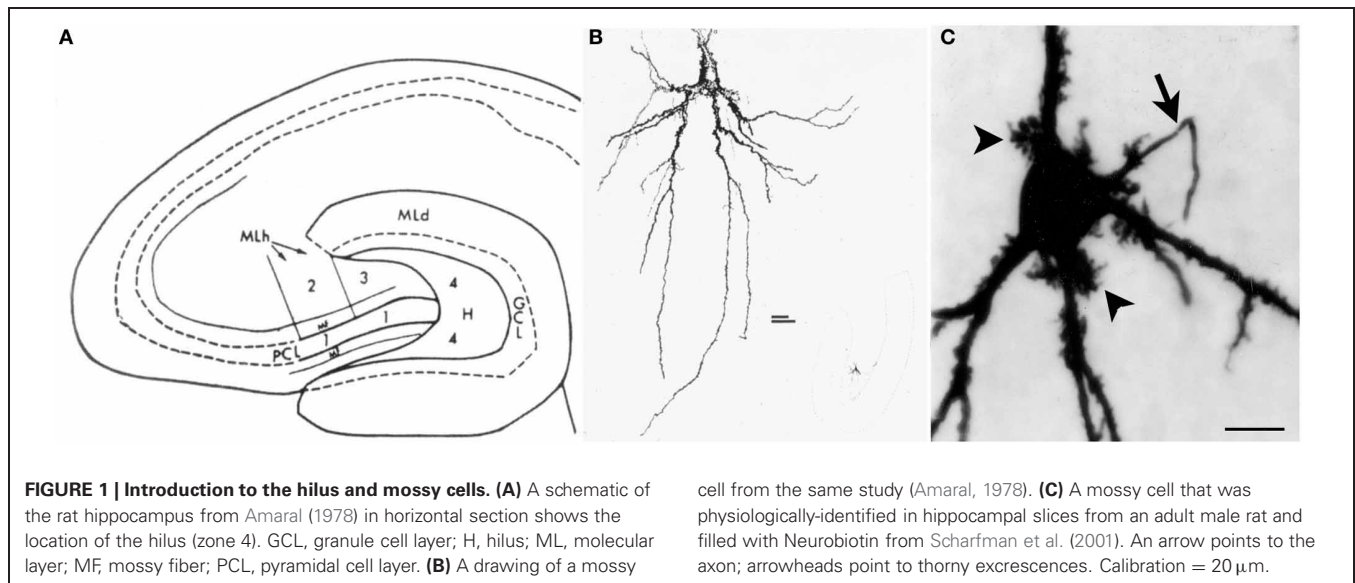 A
B
C
MLd
MLh
2
3
4
1
H
GCL
1
4
PCL
FIGURE 1 | Introduction to the hilus and mossy cells. (A) A schematic of
the rat hippocampus from Amaral (1978) in horizontal section shows the
location of the hilus (zone 4). GCL, granule cell layer; H, hilus; ML, molecular
layer; MF, mossy fiber; PCL, pyramidal cell layer. (B) A drawing of a mossy
cell from the same study (Amaral, 1978). (C) A mossy cell that was
physiologically-identified in hippocampal slices from an adult male rat and
filled with Neurobiotin from Scharfman et al. (2001). An arrow points to the
axon; arrowheads point to thorny excrescences. Calibration = 20 μm.